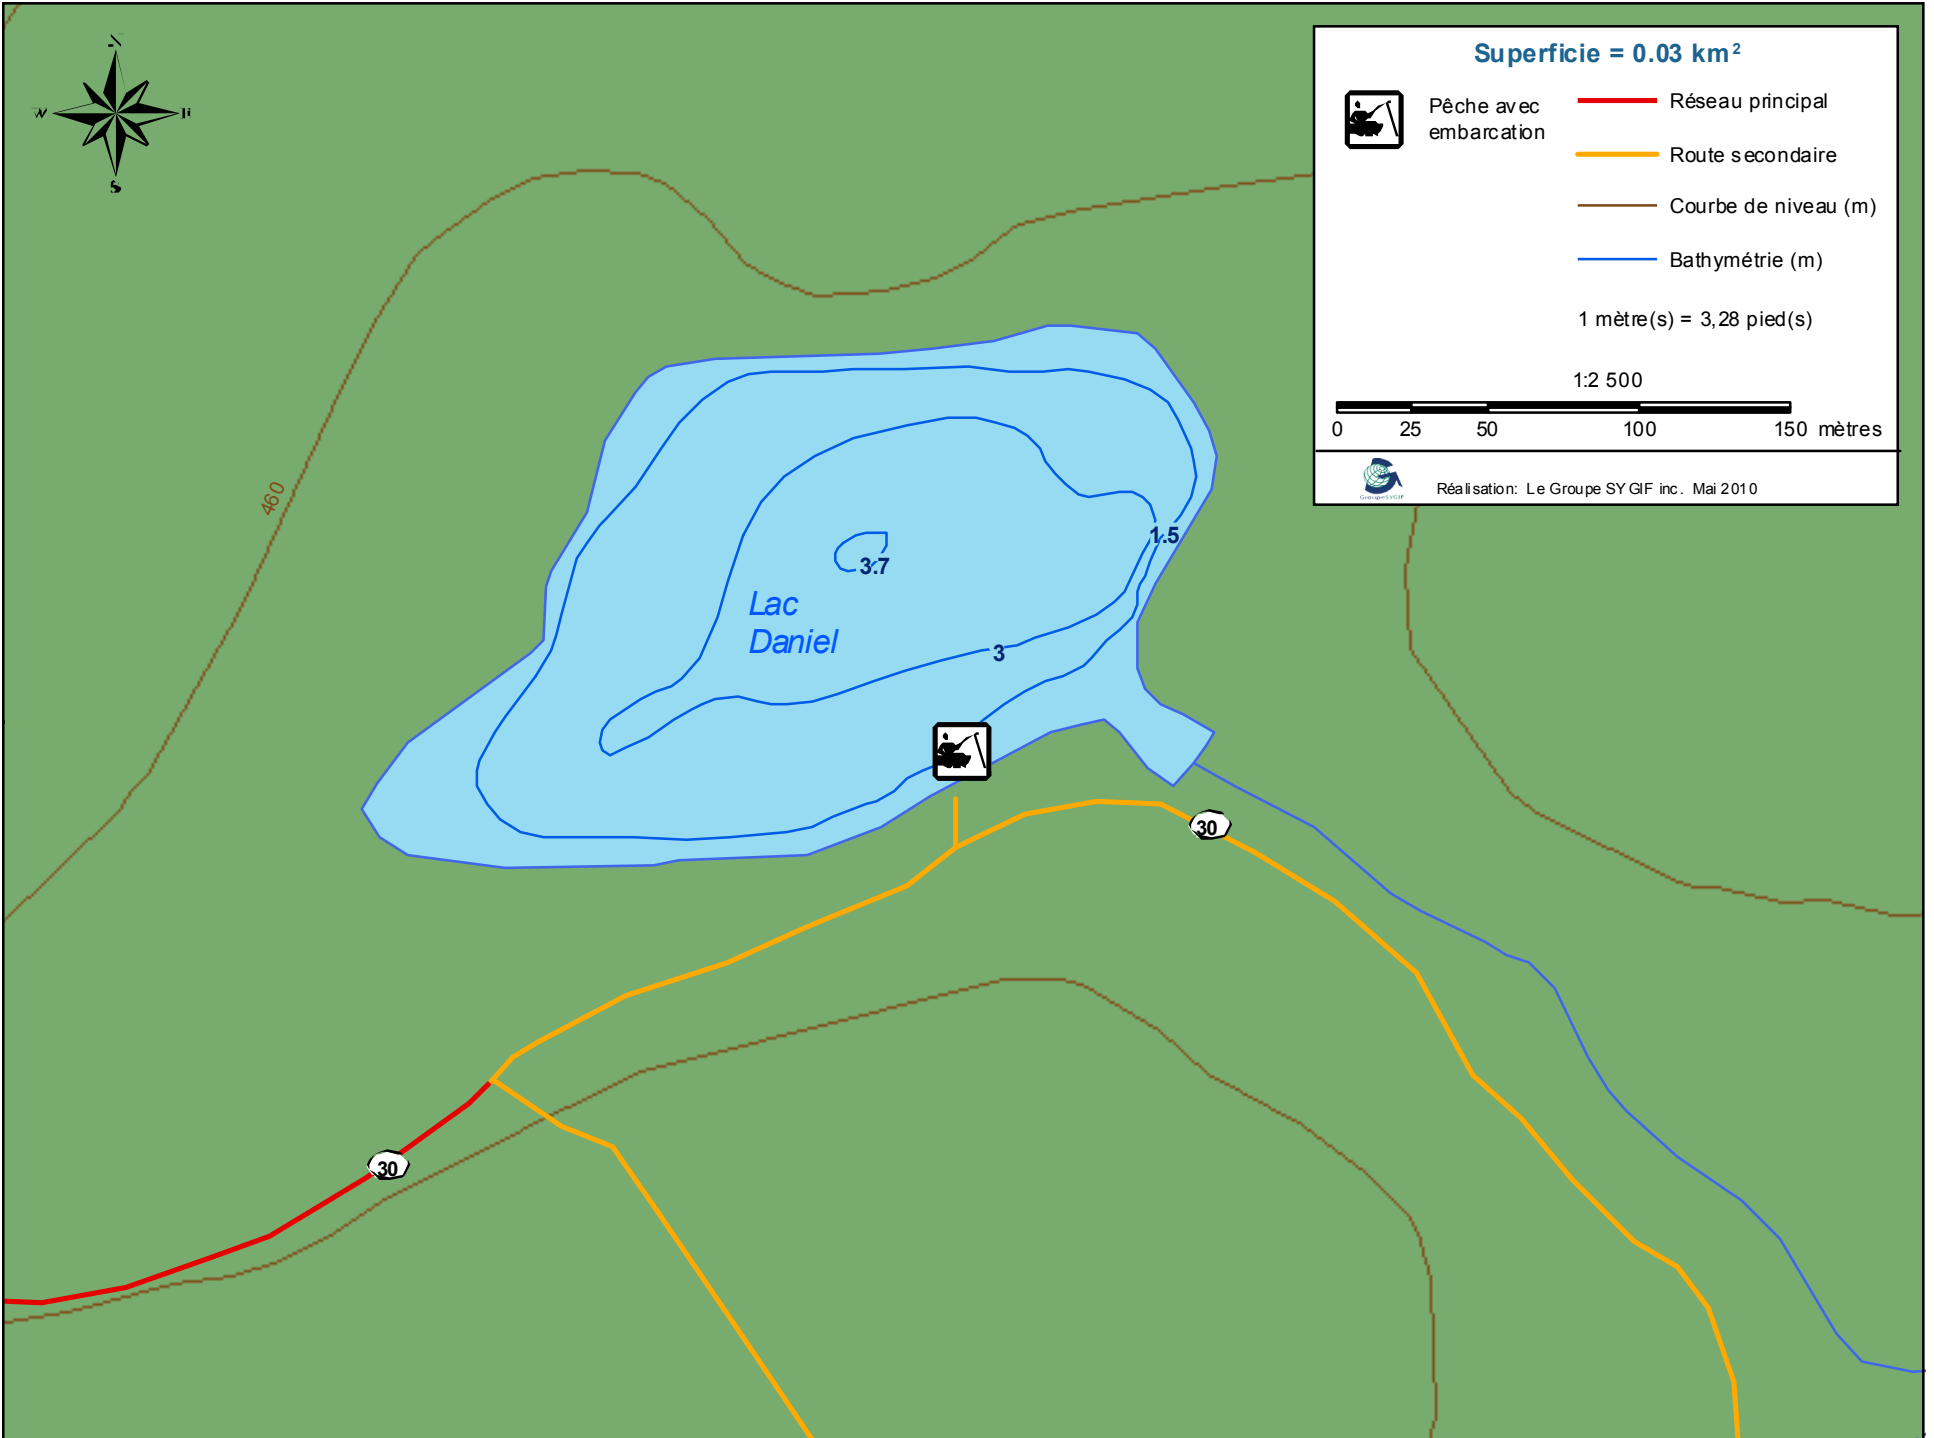 N
W
S
Superficie = 0.03 km²
Pêche avec
embarcation
Réseau principal
Route secondaire
Courbe de niveau (m)
Bathymétrie (m)
1 mètre(s) = 3,28 pied(s)
1:2 500
0 25 50 100 150 mètres
GroupeSYGIF
Réalisation: Le Groupe SYGIF inc. Mai 2010
460
1.5
3.7
Lac
Daniel
3
30
30